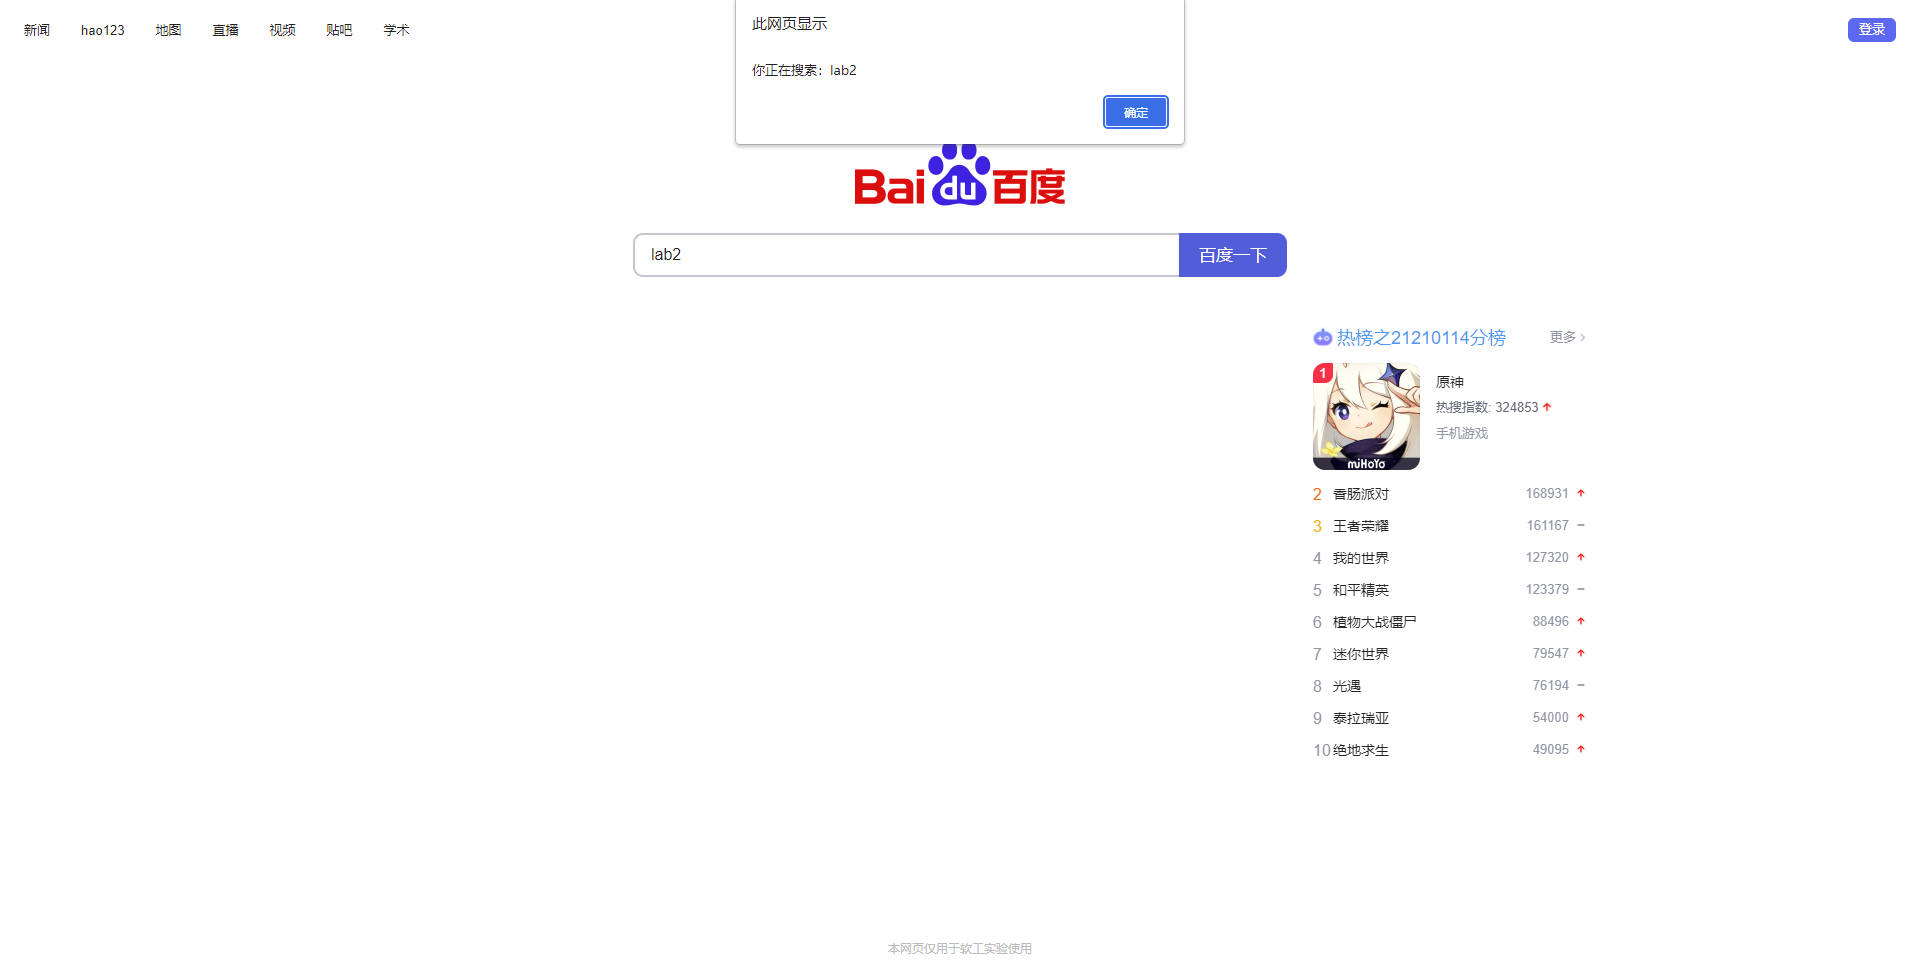 新闻 hao123 地图 直播 视频 贴吧 学术 登录
此网页显示
你正在搜索：lab2
确定
Bai du 百度
lab2 百度一下
热榜之21210114分榜 更多
1
原神
热搜指数: 324853
手机游戏
miHoYo
2 香肠派对 168931
3 王者荣耀 161167
4 我的世界 127320
5 和平精英 123379
6 植物大战僵尸 88496
7 迷你世界 79547
8 光遇 76194
9 泰拉瑞亚 54000
10 绝地求生 49095
本网页仅用于软工实验使用